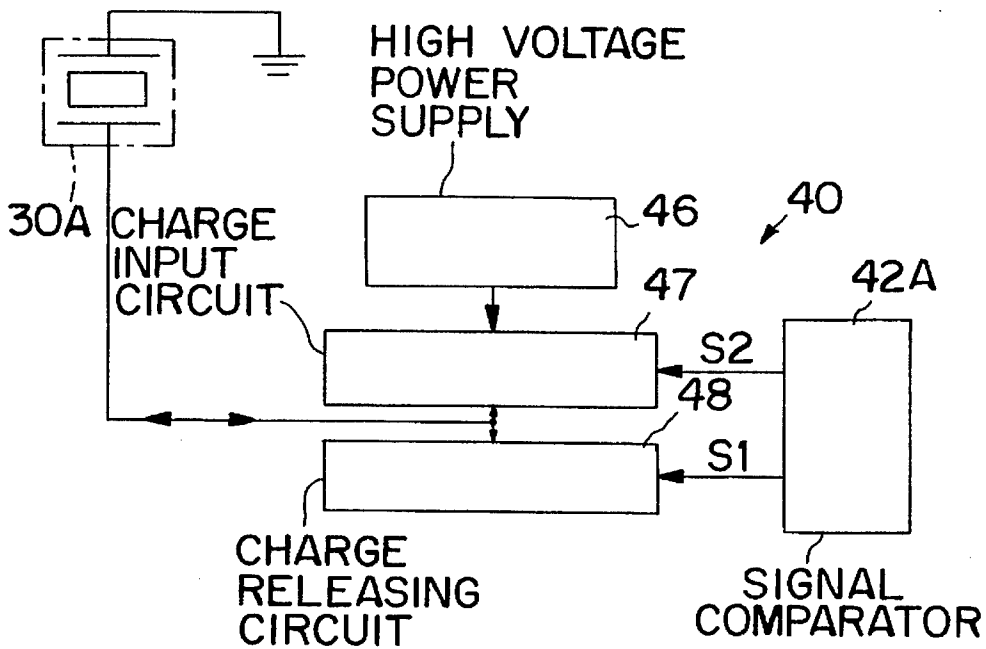 HIGH VOLTAGE
POWER
SUPPLY
30A
CHARGE
INPUT
CIRCUIT
46
40
47
42A
S2
48
S1
CHARGE
RELEASING
CIRCUIT
SIGNAL
COMPARATOR